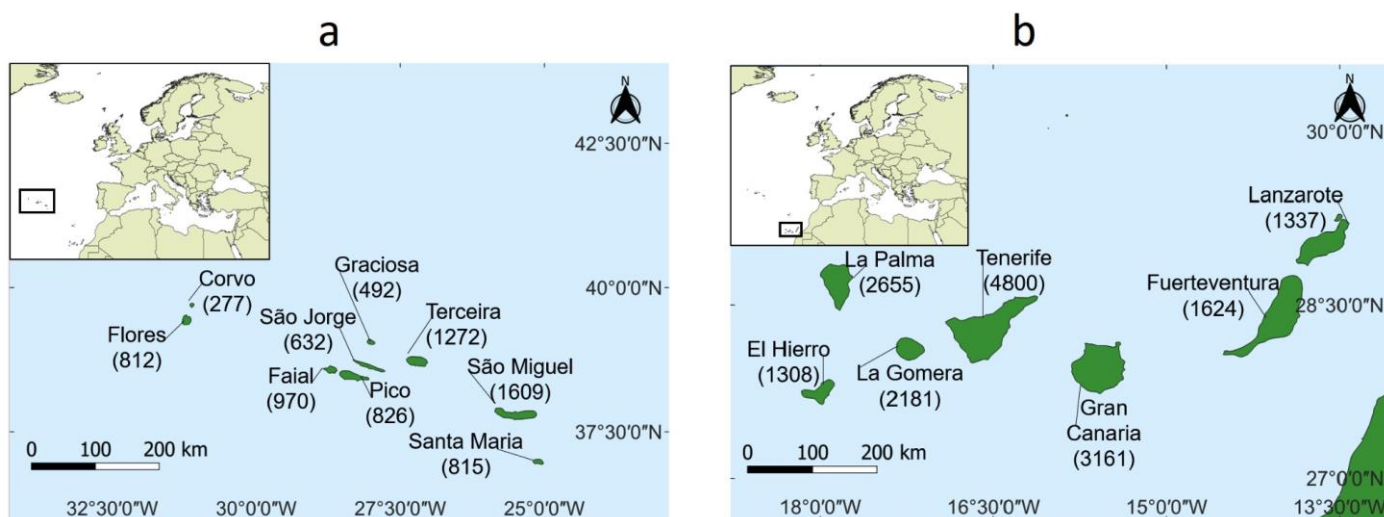 a
N
42°30′0″N
Corvo
(277)
Graciosa
(492)
40°0′0″N
Flores
(812)
São Jorge
(632)
Terceira
(1272)
Faial
(970)
Pico
(826)
São Miguel
(1609)
37°30′0″N
Santa Maria
(815)
0 100 200 km
32°30′0″W 30°0′0″W 27°30′0″W 25°0′0″W
b
N
30°0′0″N
Lanzarote
(1337)
La Palma
(2655)
Tenerife
(4800)
Fuerteventura
(1624)
28°30′0″N
El Hierro
(1308)
La Gomera
(2181)
Gran
Canaria
(3161)
0 100 200 km
27°0′0″N
18°0′0″W 16°30′0″W 15°0′0″W 13°30′0″W